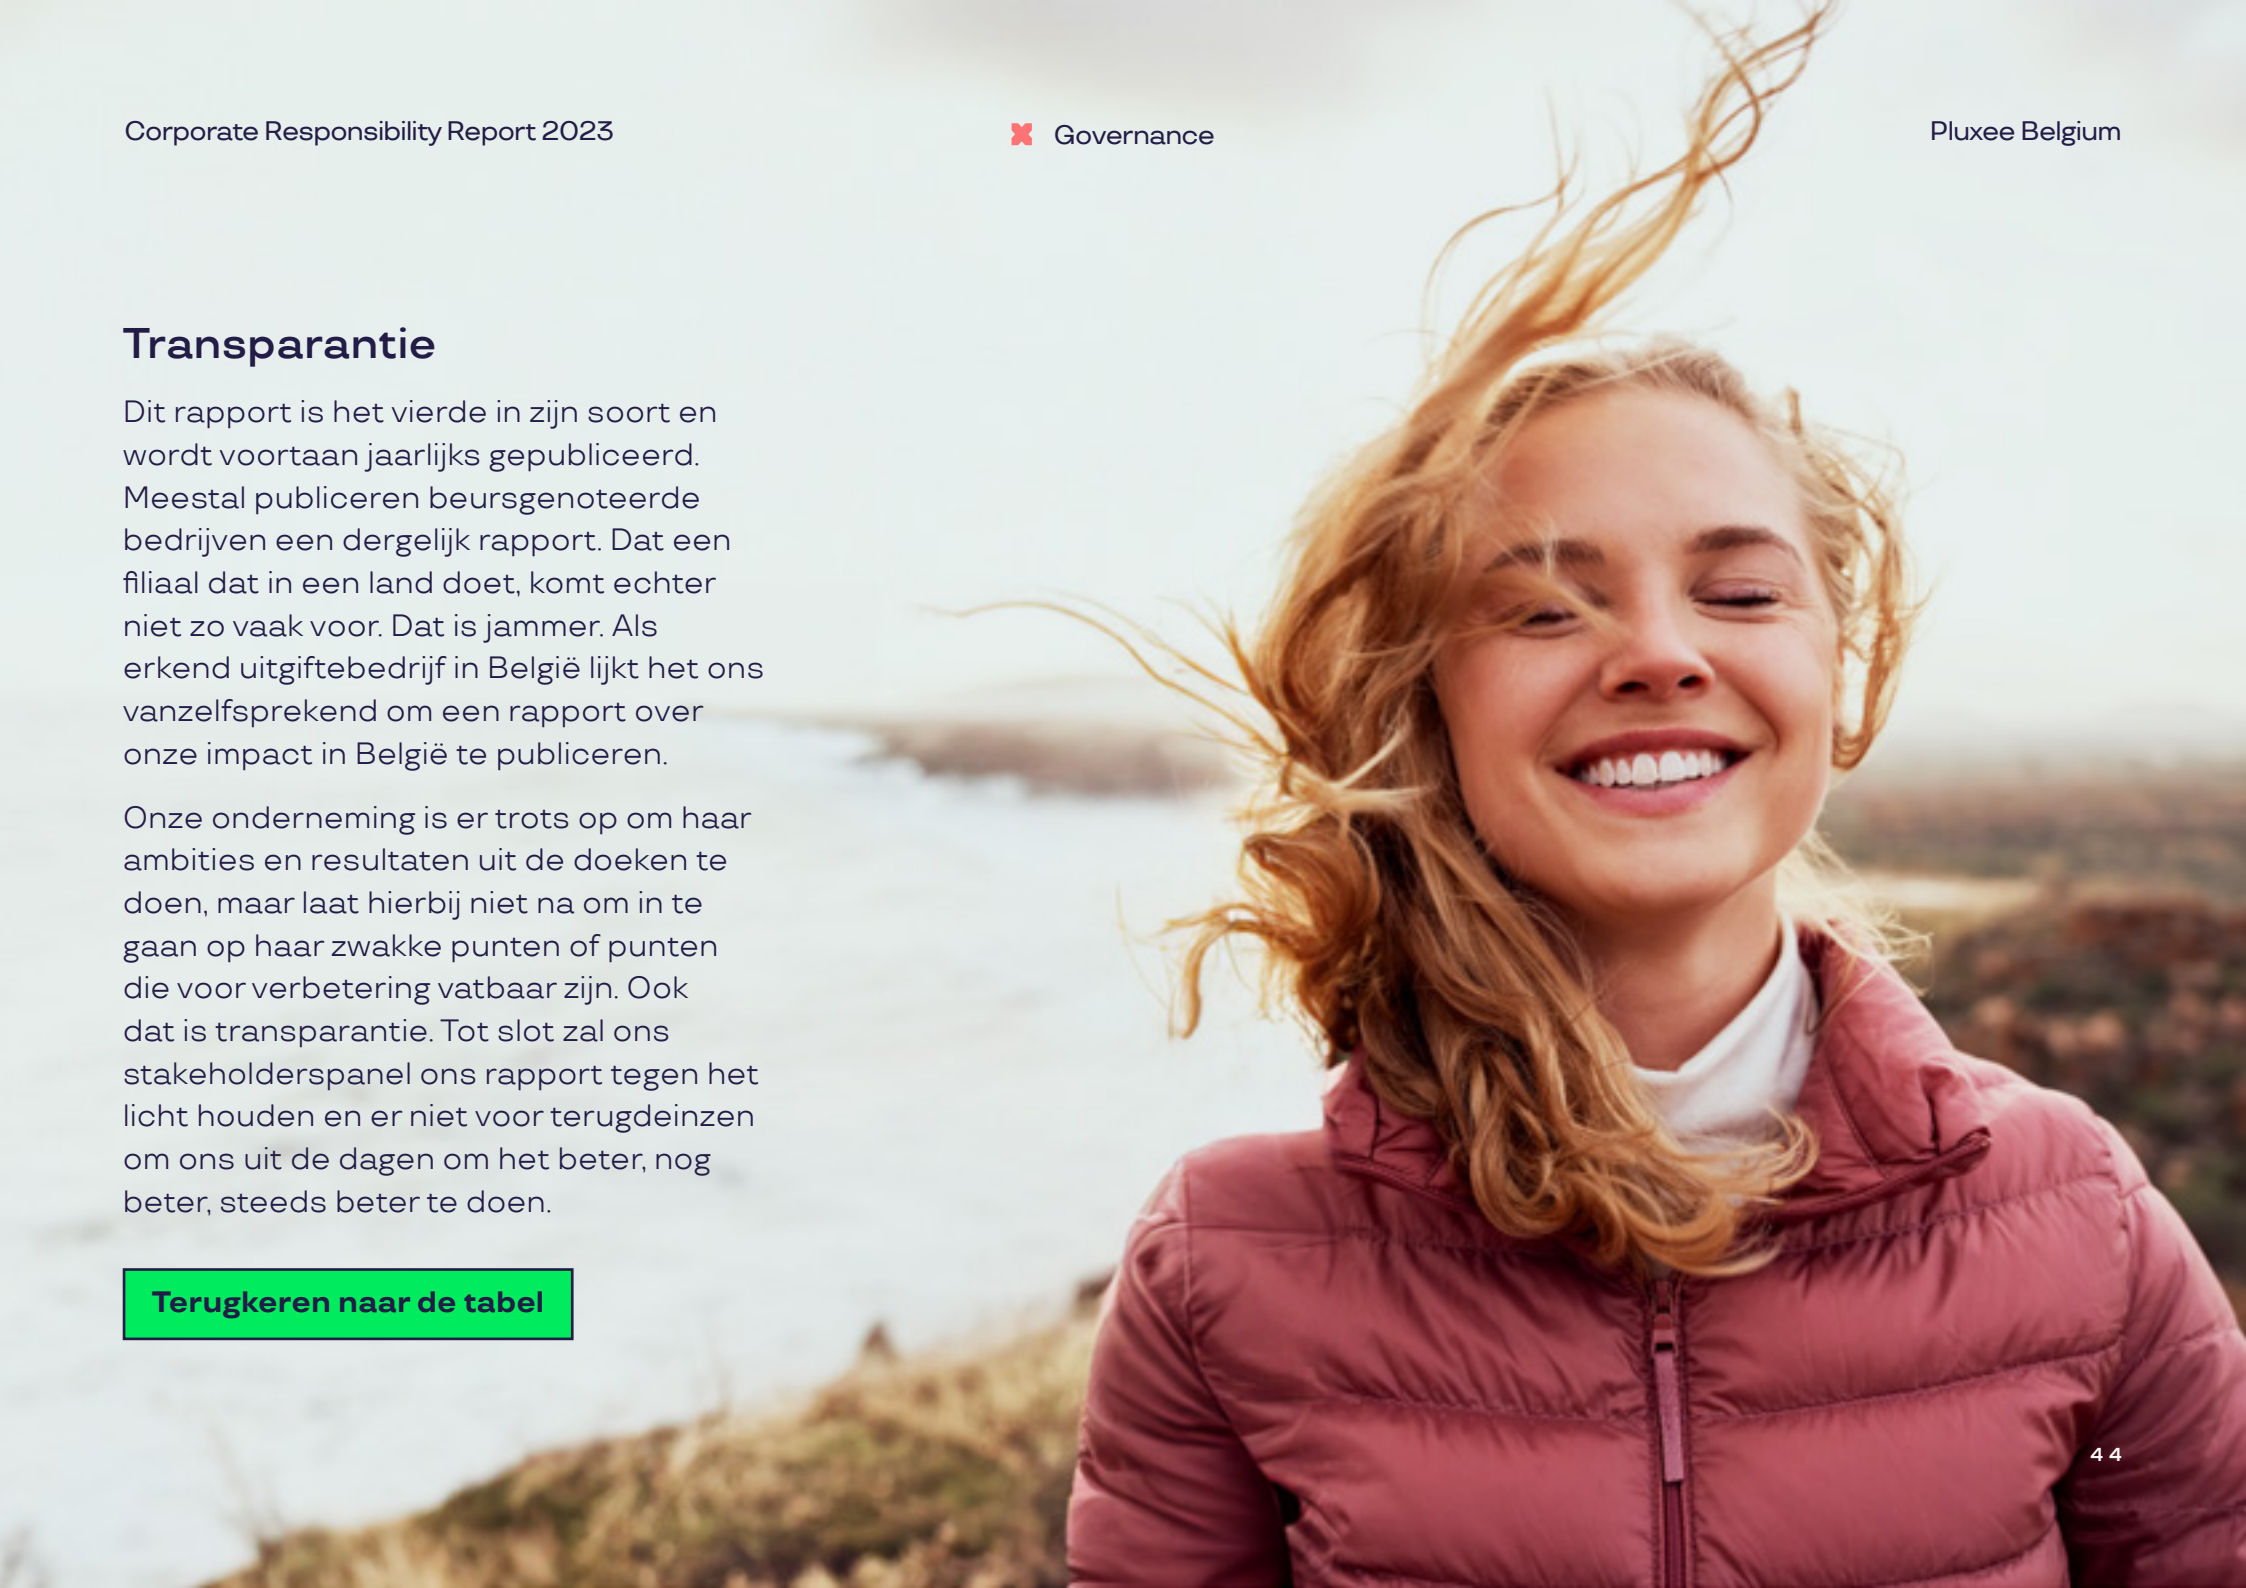 Corporate Responsibility Report 2023
Governance
Pluxee Belgium
Transparantie
Dit rapport is het vierde in zijn soort en
wordt voortaan jaarlijks gepubliceerd.
Meestal publiceren beursgenoteerde
bedrijven een dergelijk rapport. Dat een
filiaal dat in een land doet, komt echter
niet zo vaak voor. Dat is jammer. Als
erkend uitgiftebedrijf in België lijkt het ons
vanzelfsprekend om een rapport over
onze impact in België te publiceren.
Onze onderneming is er trots op om haar
ambities en resultaten uit de doeken te
doen, maar laat hierbij niet na om in te
gaan op haar zwakke punten of punten
die voor verbetering vatbaar zijn. Ook
dat is transparantie. Tot slot zal ons
stakeholderspanel ons rapport tegen het
licht houden en er niet voor terugdeinzen
om ons uit de dagen om het beter, nog
beter, steeds beter te doen.
Terugkeren naar de tabel
44